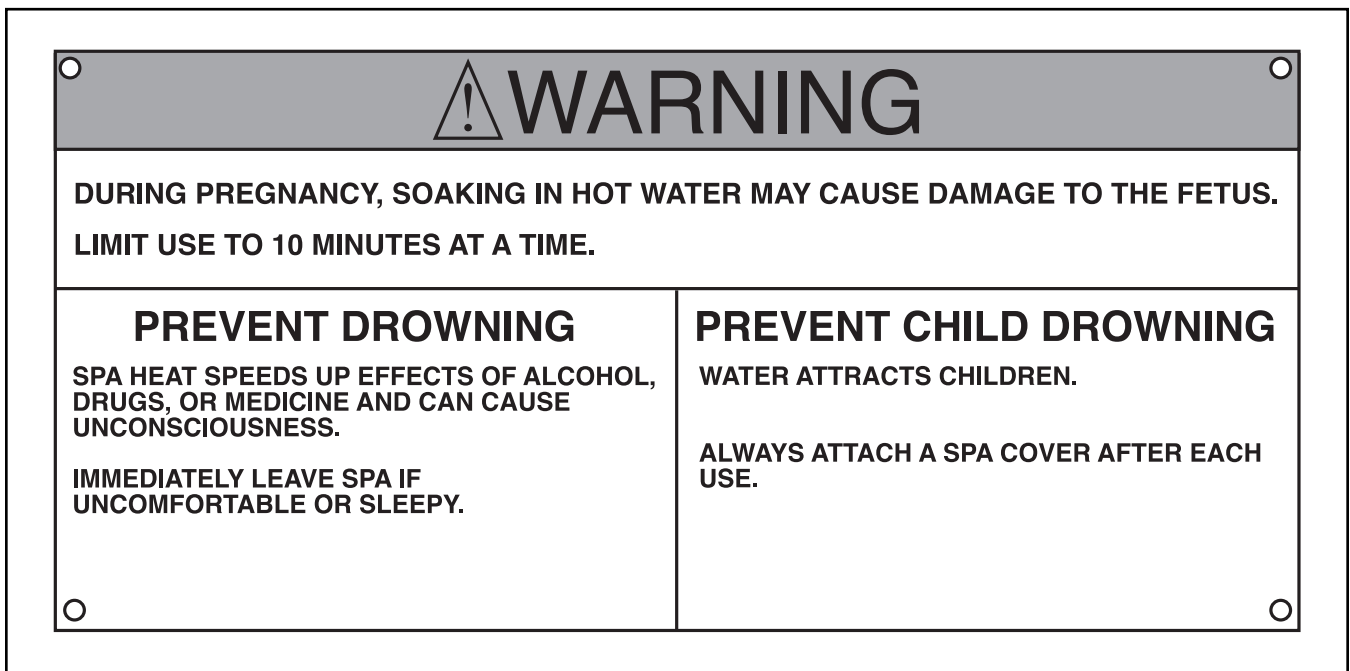 WARNING
DURING PREGNANCY, SOAKING IN HOT WATER MAY CAUSE DAMAGE TO THE FETUS.
LIMIT USE TO 10 MINUTES AT A TIME.
PREVENT DROWNING
SPA HEAT SPEEDS UP EFFECTS OF ALCOHOL,
DRUGS, OR MEDICINE AND CAN CAUSE
UNCONSCIOUSNESS.
IMMEDIATELY LEAVE SPA IF
UNCOMFORTABLE OR SLEEPY.
PREVENT CHILD DROWNING
WATER ATTRACTS CHILDREN.
ALWAYS ATTACH A SPA COVER AFTER EACH
USE.